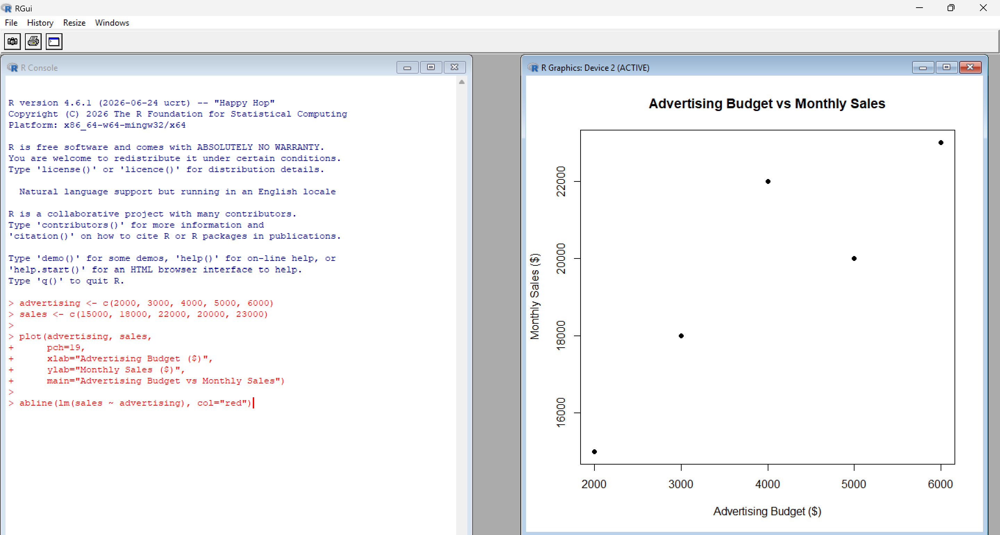 RGui
File History Resize Windows
R Console
R version 4.6.1 (2026-06-24 ucrt) -- "Happy Hop"
Copyright (C) 2026 The R Foundation for Statistical Computing
Platform: x86_64-w64-mingw32/x64
R is free software and comes with ABSOLUTELY NO WARRANTY.
You are welcome to redistribute it under certain conditions.
Type 'license()' or 'licence()' for distribution details.
Natural language support but running in an English locale
R is a collaborative project with many contributors.
Type 'contributors()' for more information and
'citation()' on how to cite R or R packages in publications.
Type 'demo()' for some demos, 'help()' for on-line help, or
'help.start()' for an HTML browser interface to help.
Type 'q()' to quit R.
> advertising <- c(2000, 3000, 4000, 5000, 6000)
> sales <- c(15000, 18000, 22000, 20000, 23000)
>
> plot(advertising, sales,
+      pch=19,
+      xlab="Advertising Budget ($)",
+      ylab="Monthly Sales ($)",
+      main="Advertising Budget vs Monthly Sales")
>
> abline(lm(sales ~ advertising), col="red")
R Graphics: Device 2 (ACTIVE)
Advertising Budget vs Monthly Sales
Monthly Sales ($)
22000
20000
18000
16000
2000 3000 4000 5000 6000
Advertising Budget ($)